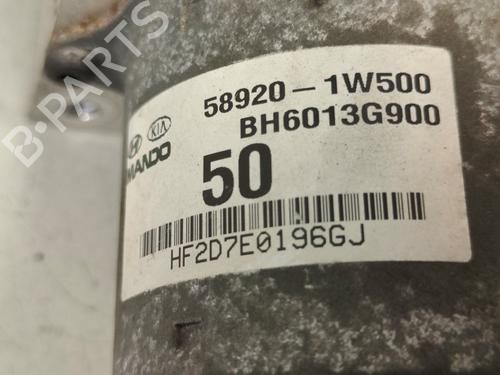 58920-1W500
BH6013G900
KIA
MANDO
50
HF2D7E0196GJ
B-PARTS